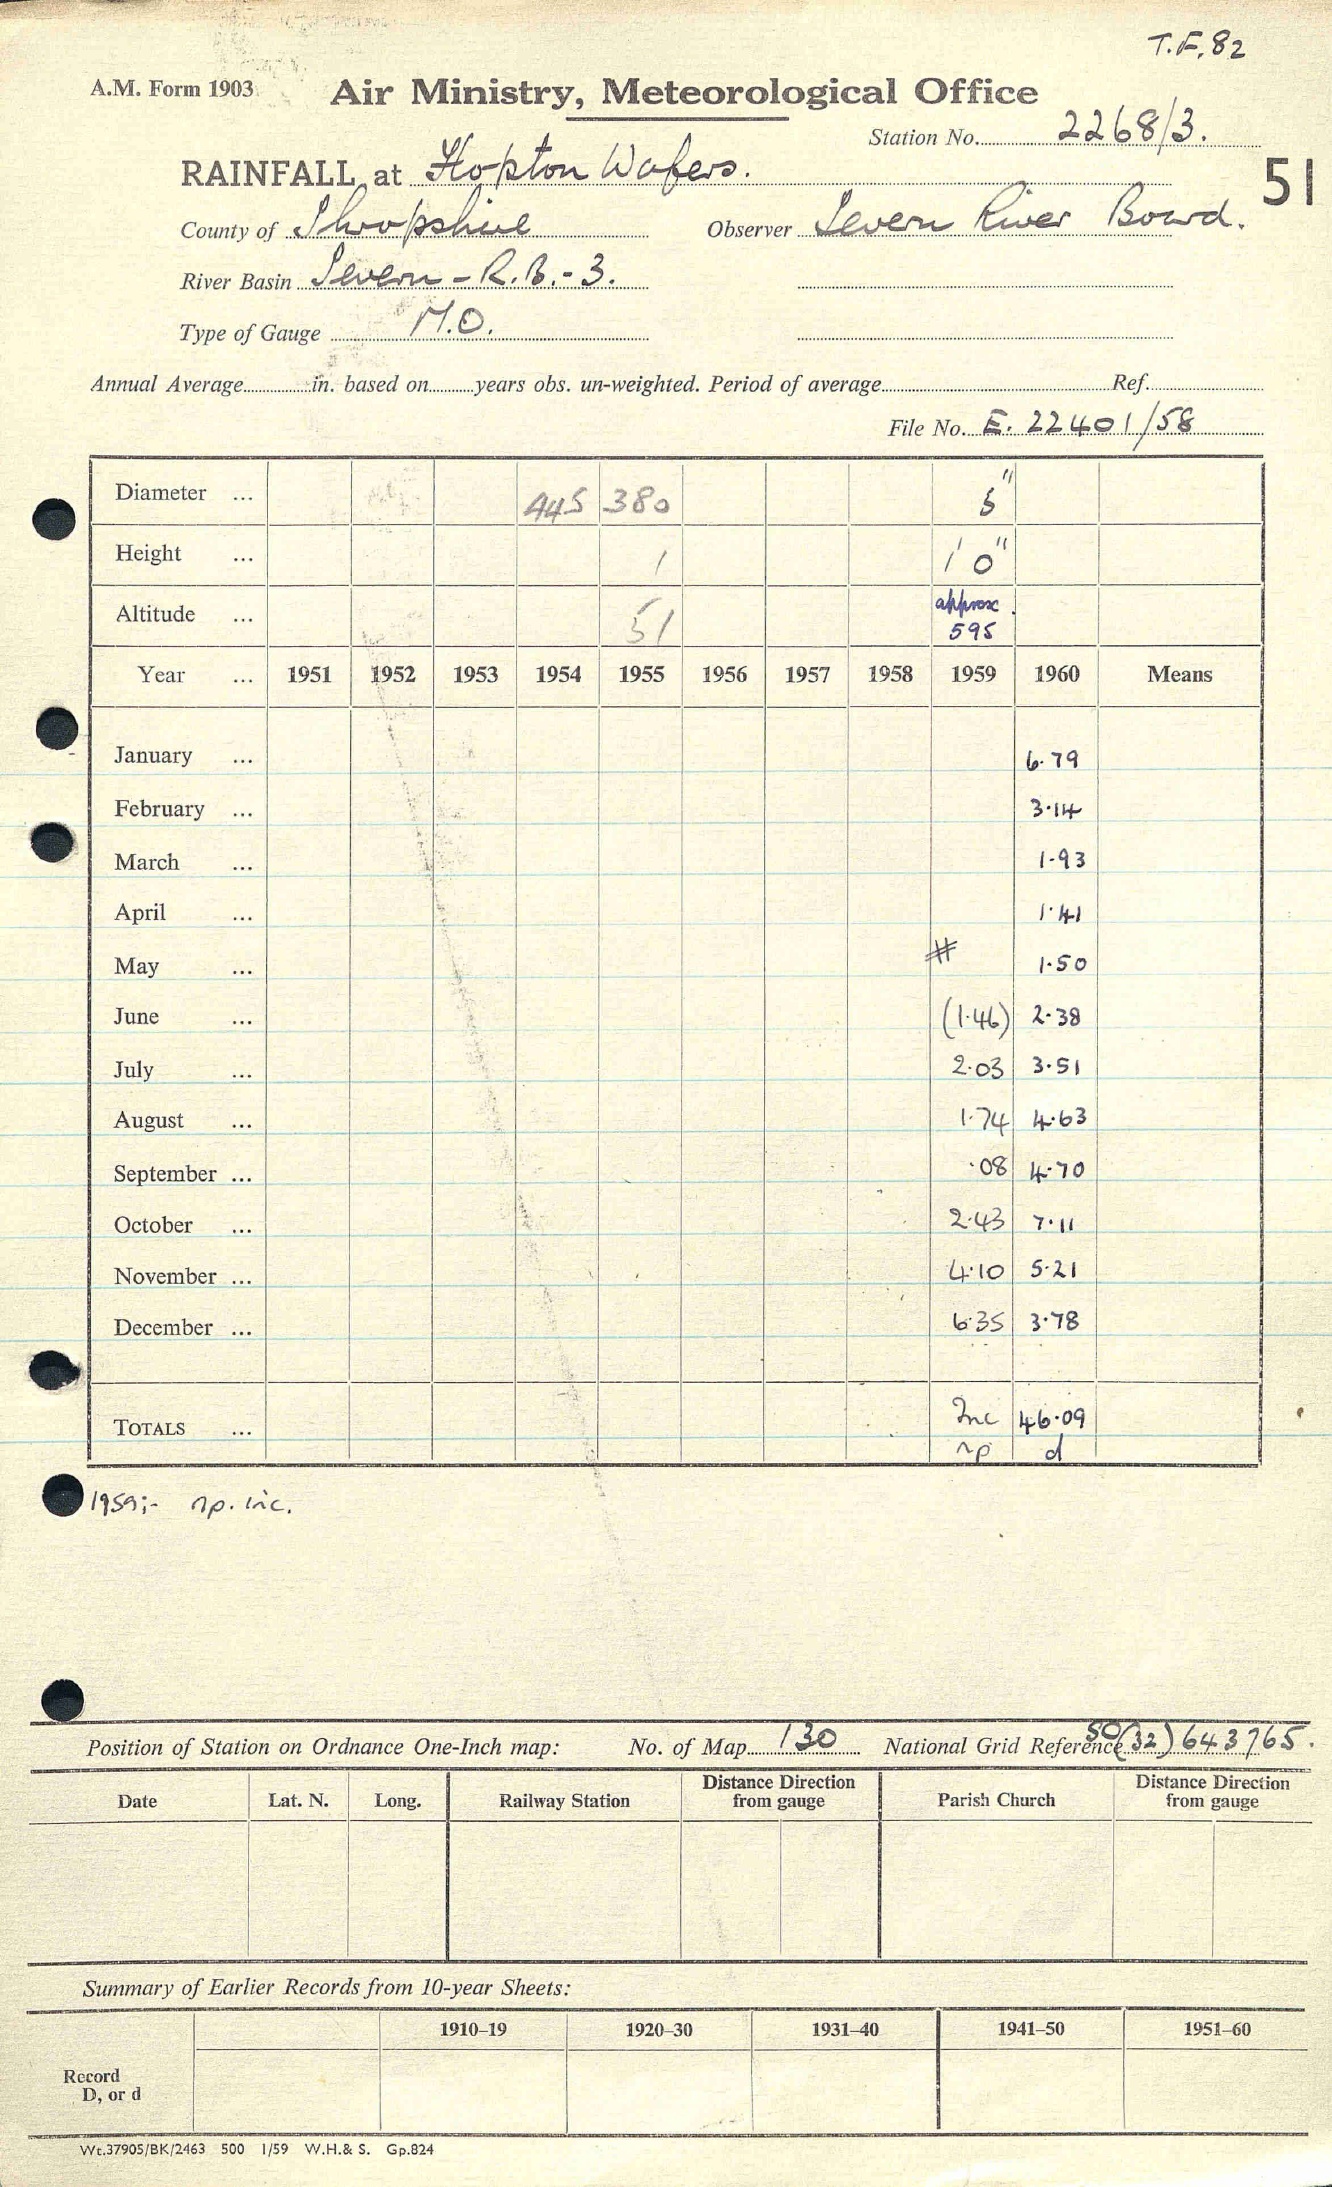 T.F. 82
A.M. Form 1903 Air Ministry, Meteorological Office
Station No. 2268/3.
RAINFALL at Hopton Wafers. 51
County of Shropshire Observer Severn River Board.
River Basin Severn - R.B. - 3.
Type of Gauge M.O.
Annual Average in. based on years obs. un-weighted. Period of average Ref.
File No. E. 22401/58
Diameter ... 445 380 5"
Height ... 1 1' 0"
Altitude ... 51 approx. 595
Year ... 1951 1952 1953 1954 1955 1956 1957 1958 1959 1960 Means
January ... 6.79
February ... 3.14
March ... 1.93
April ... 1.41
May ... # 1.50
June ... (1.46) 2.38
July ... 2.03 3.51
August ... 1.74 4.63
September ... .08 4.70
October ... 2.43 7.11
November ... 4.10 5.21
December ... 6.35 3.78
TOTALS ... Inc 46.09
np d
1959;- np. inc.
Position of Station on Ordnance One-Inch map: No. of Map 130 National Grid Reference 50(32)643765.
Date Lat. N. Long. Railway Station Distance Direction from gauge Parish Church Distance Direction from gauge
Summary of Earlier Records from 10-year Sheets:
1910–19 1920–30 1931–40 1941–50 1951–60
Record
D, or d
Wt.37905/BK/2463 500 1/59 W.H.& S. Gp.824